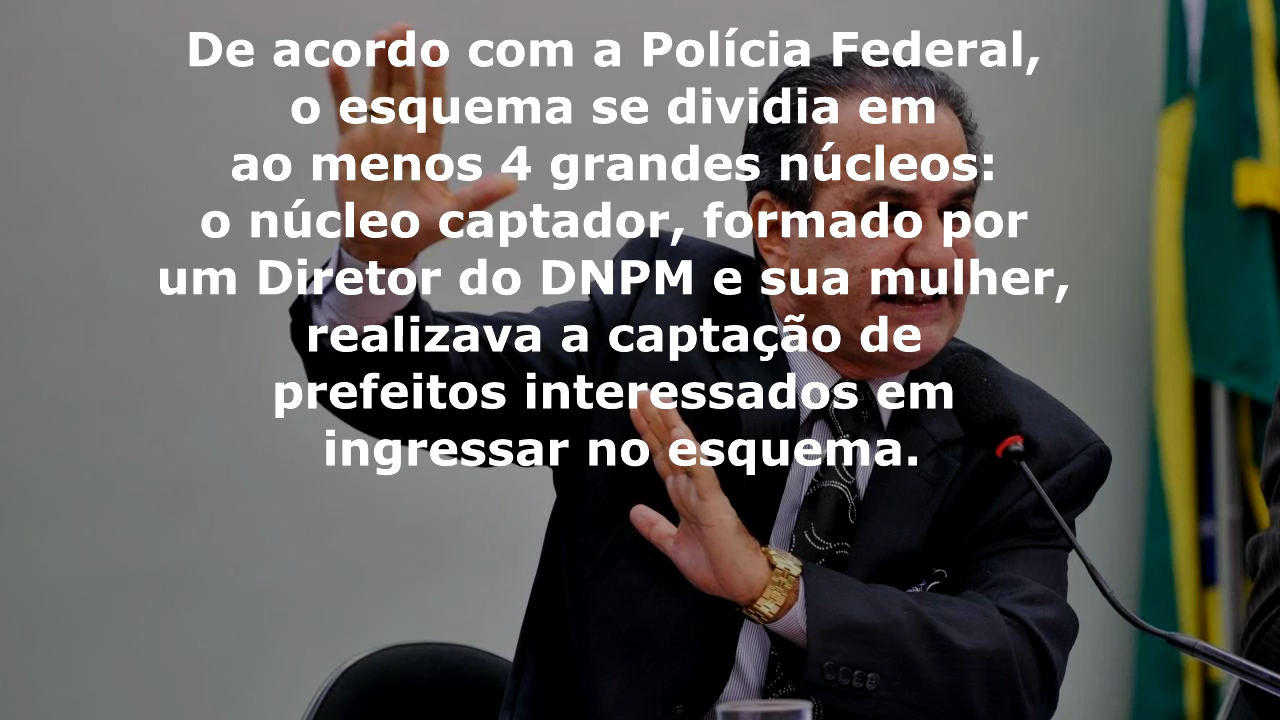 De acordo com a Polícia Federal,
o esquema se dividia em
ao menos 4 grandes núcleos:
o núcleo captador, formado por
um Diretor do DNPM e sua mulher,
realizava a captação de
prefeitos interessados em
ingressar no esquema.